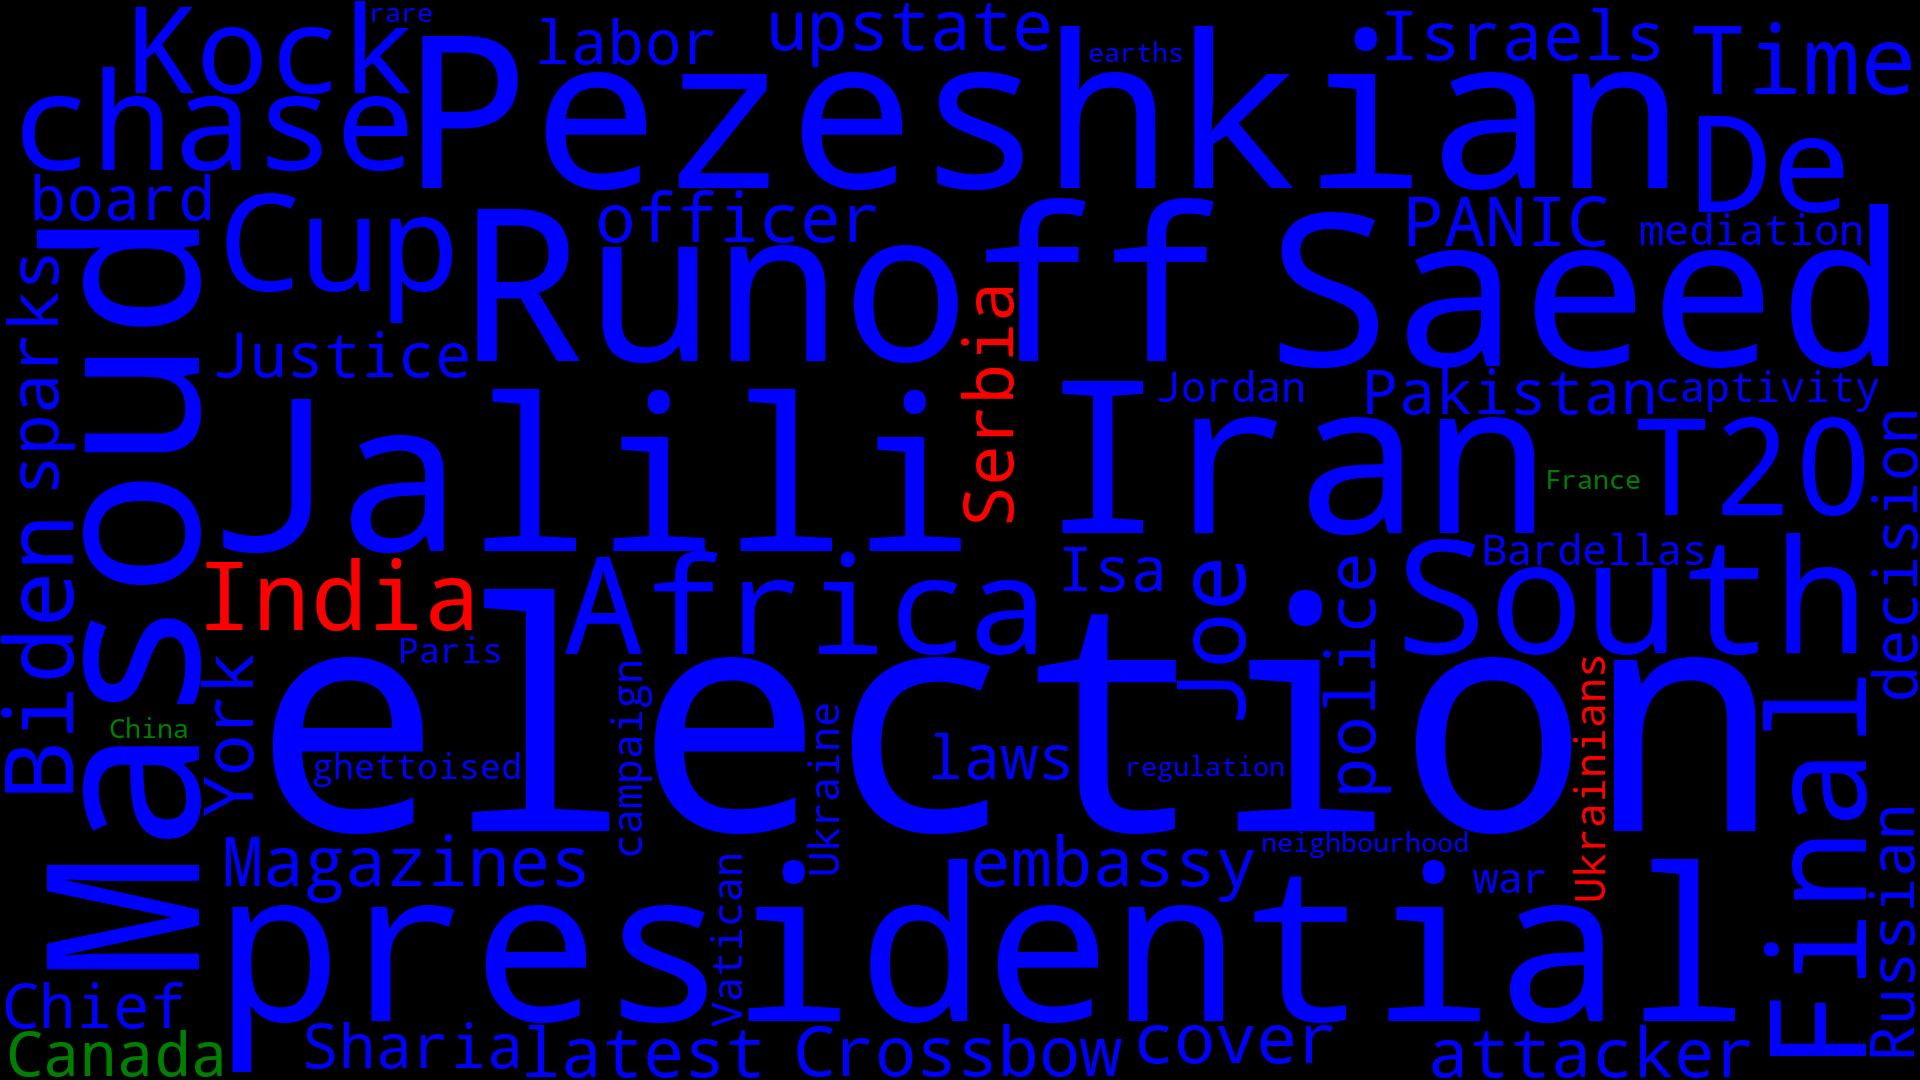 rare
Kock
labor
upstate
earths
Israels
Time
chase
Pezeshkian
De
board
Cup
officer
PANIC
mediation
Runoff
Saeed
Masoud
sparks
Justice
Serbia
Jordan
Pakistan
captivity
Jalili
Iran
France
T20
decision
India
Africa
Isa
Joe
police
South
Bardellas
Biden
Paris
York
election
China
ghettoised
campaign
Ukraine
laws
regulation
Ukrainians
Final
Magazines
embassy
neighbourhood
war
Russian
Vatican
presidential
Chief
Canada
Sharia
latest
Crossbow
cover
attacker